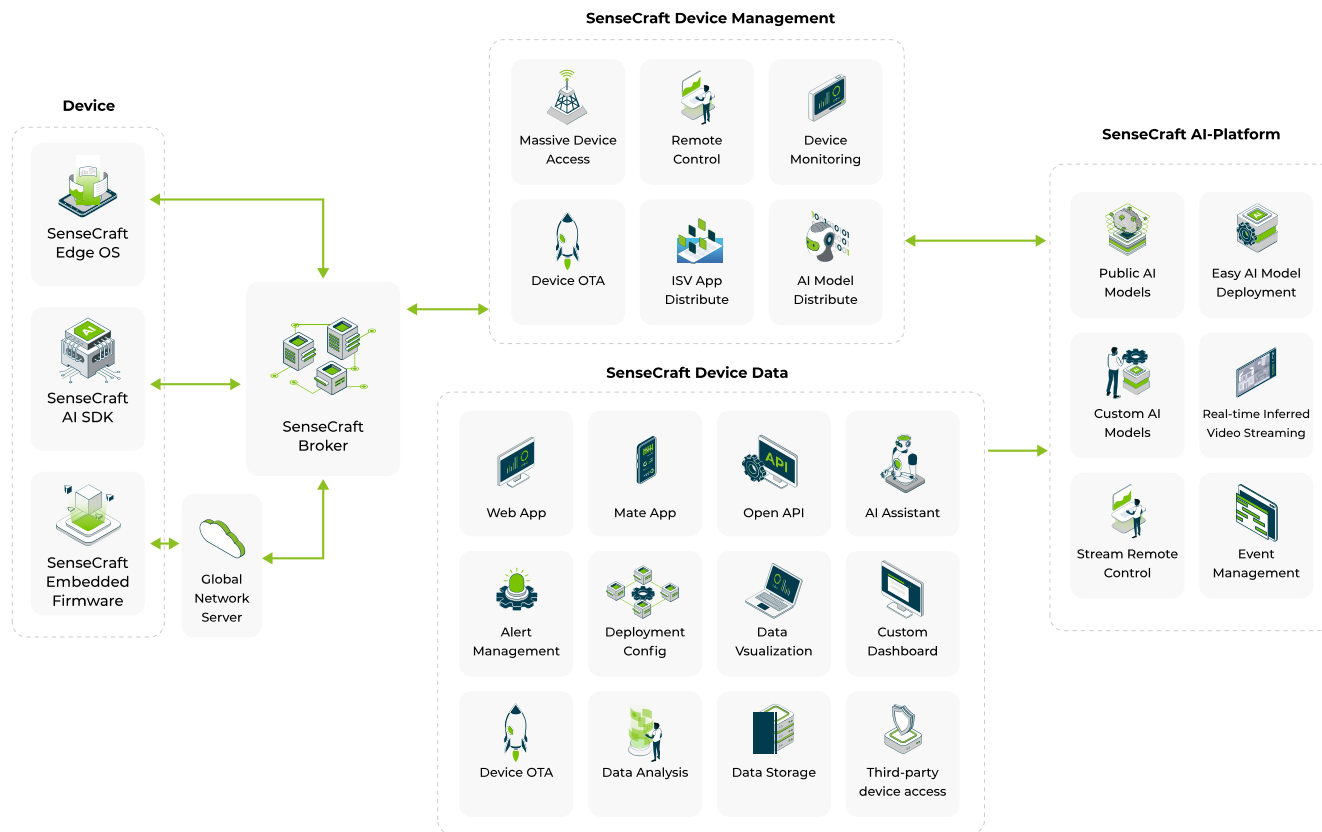 SenseCraft Device Management
Massive Device
Access
Remote
Control
Device
Monitoring
Device OTA
ISV App
Distribute
AI Model
Distribute
Device
SenseCraft
Edge OS
SenseCraft
AI SDK
SenseCraft
Embedded
Firmware
Global
Network
Server
SenseCraft
Broker
SenseCraft Device Data
Web App
Mate App
API
Open API
AI Assistant
Alert
Management
Deployment
Config
Data
Vsualization
Custom
Dashboard
Device OTA
Data Analysis
Data Storage
Third-party
device access
SenseCraft AI-Platform
Public AI
Models
Easy AI Model
Deployment
Custom AI
Models
Real-time Inferred
Video Streaming
Stream Remote
Control
Event
Management